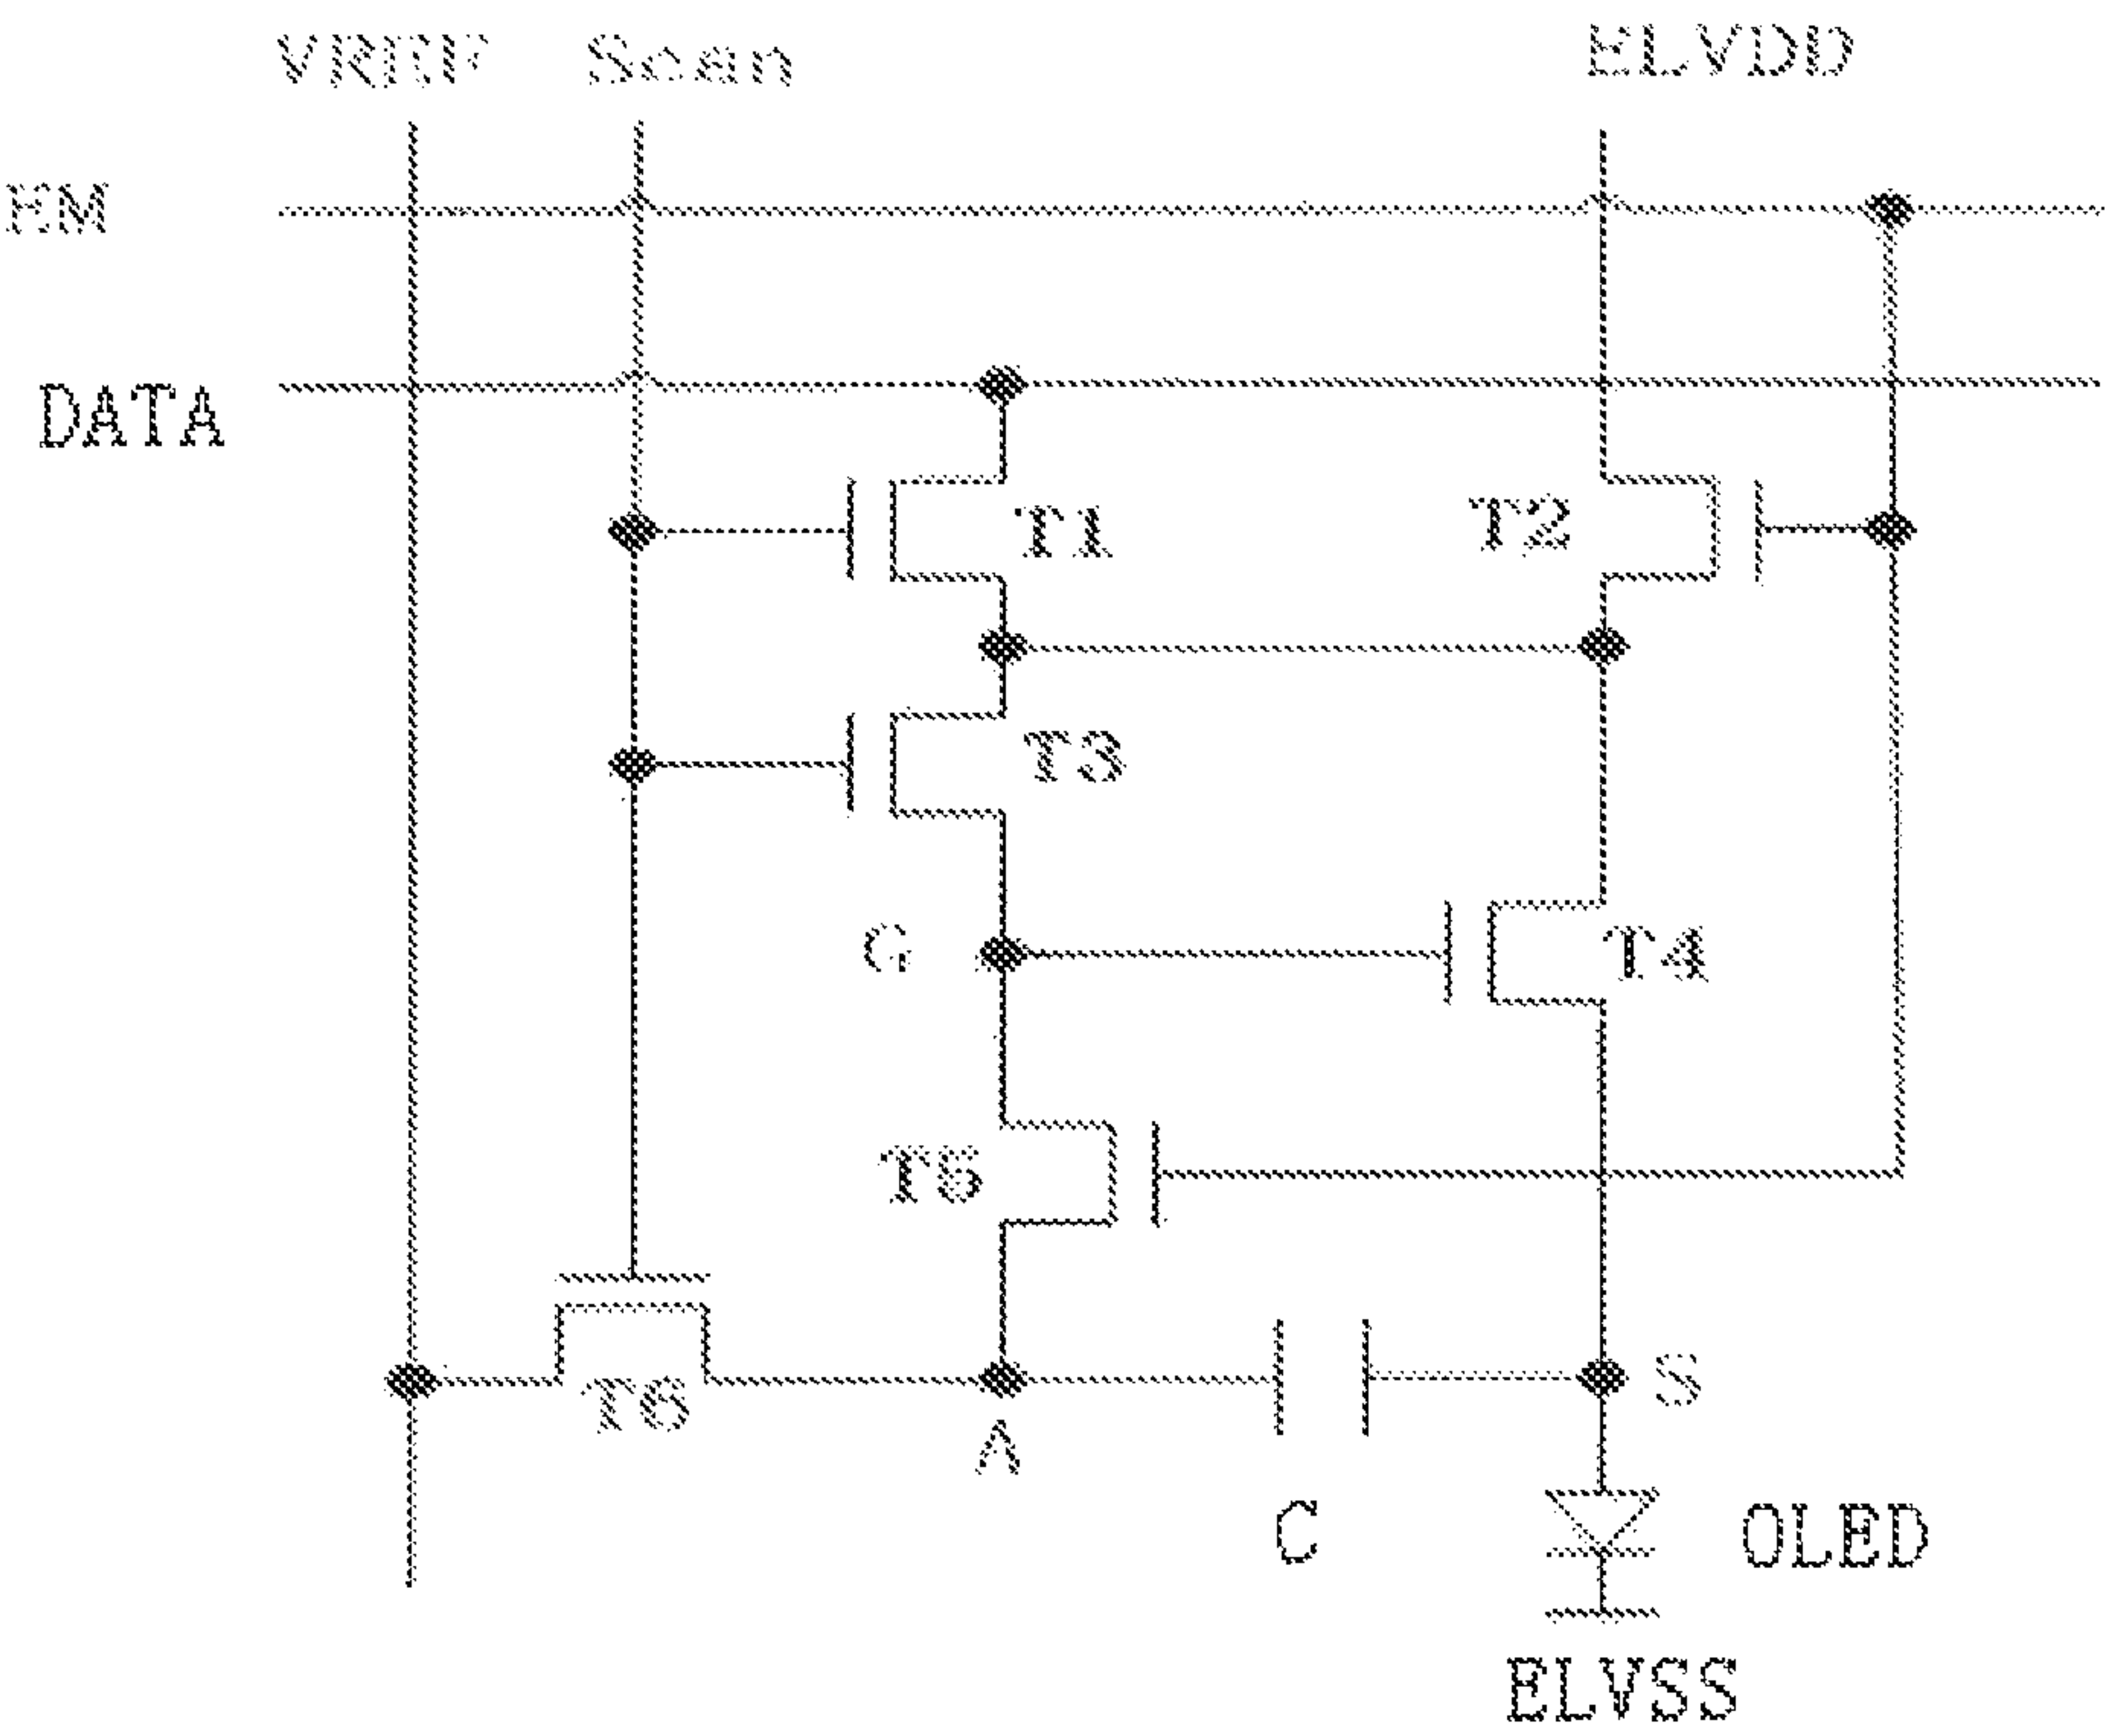 VREF Scan ELVDD
EM
DATA
T1 T2
T3
G T4
T5
T6 S
A
C OLED
ELVSS